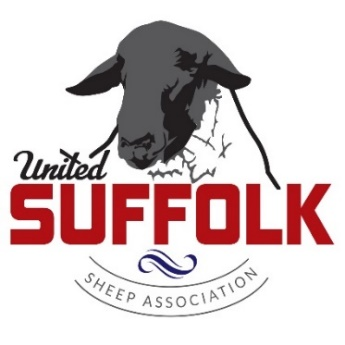 United
SUFFOLK
SHEEP ASSOCIATION